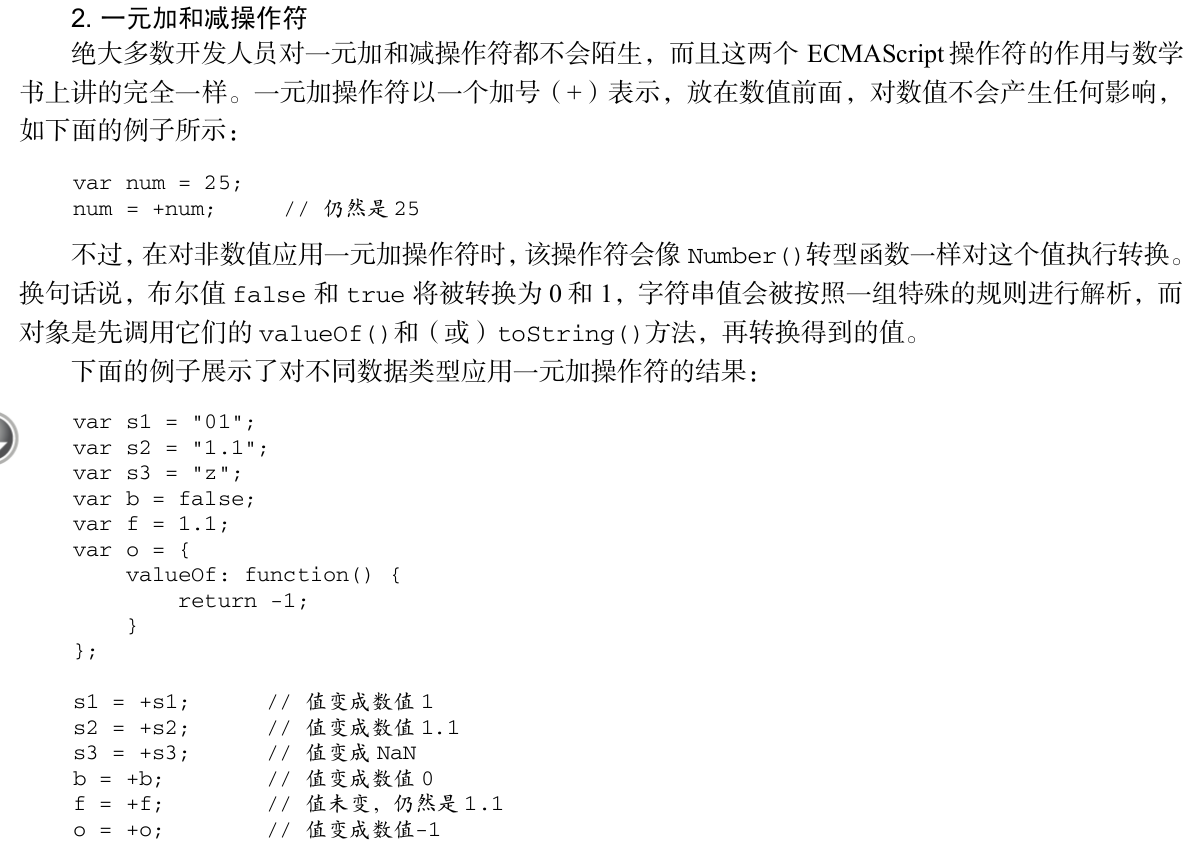 2. 一元加和减操作符
绝大多数开发人员对一元加和减操作符都不会陌生，而且这两个 ECMAScript 操作符的作用与数学
书上讲的完全一样。一元加操作符以一个加号（+）表示，放在数值前面，对数值不会产生任何影响，
如下面的例子所示：
var num = 25;
num = +num;     // 仍然是 25
不过，在对非数值应用一元加操作符时，该操作符会像 Number()转型函数一样对这个值执行转换。
换句话说，布尔值 false 和 true 将被转换为 0 和 1，字符串值会被按照一组特殊的规则进行解析，而
对象是先调用它们的 valueOf()和（或）toString()方法，再转换得到的值。
下面的例子展示了对不同数据类型应用一元加操作符的结果：
var s1 = "01";
var s2 = "1.1";
var s3 = "z";
var b = false;
var f = 1.1;
var o = {
    valueOf: function() {
        return -1;
    }
};
s1 = +s1;      // 值变成数值 1
s2 = +s2;      // 值变成数值 1.1
s3 = +s3;      // 值变成 NaN
b = +b;        // 值变成数值 0
f = +f;        // 值未变，仍然是 1.1
o = +o;        // 值变成数值-1